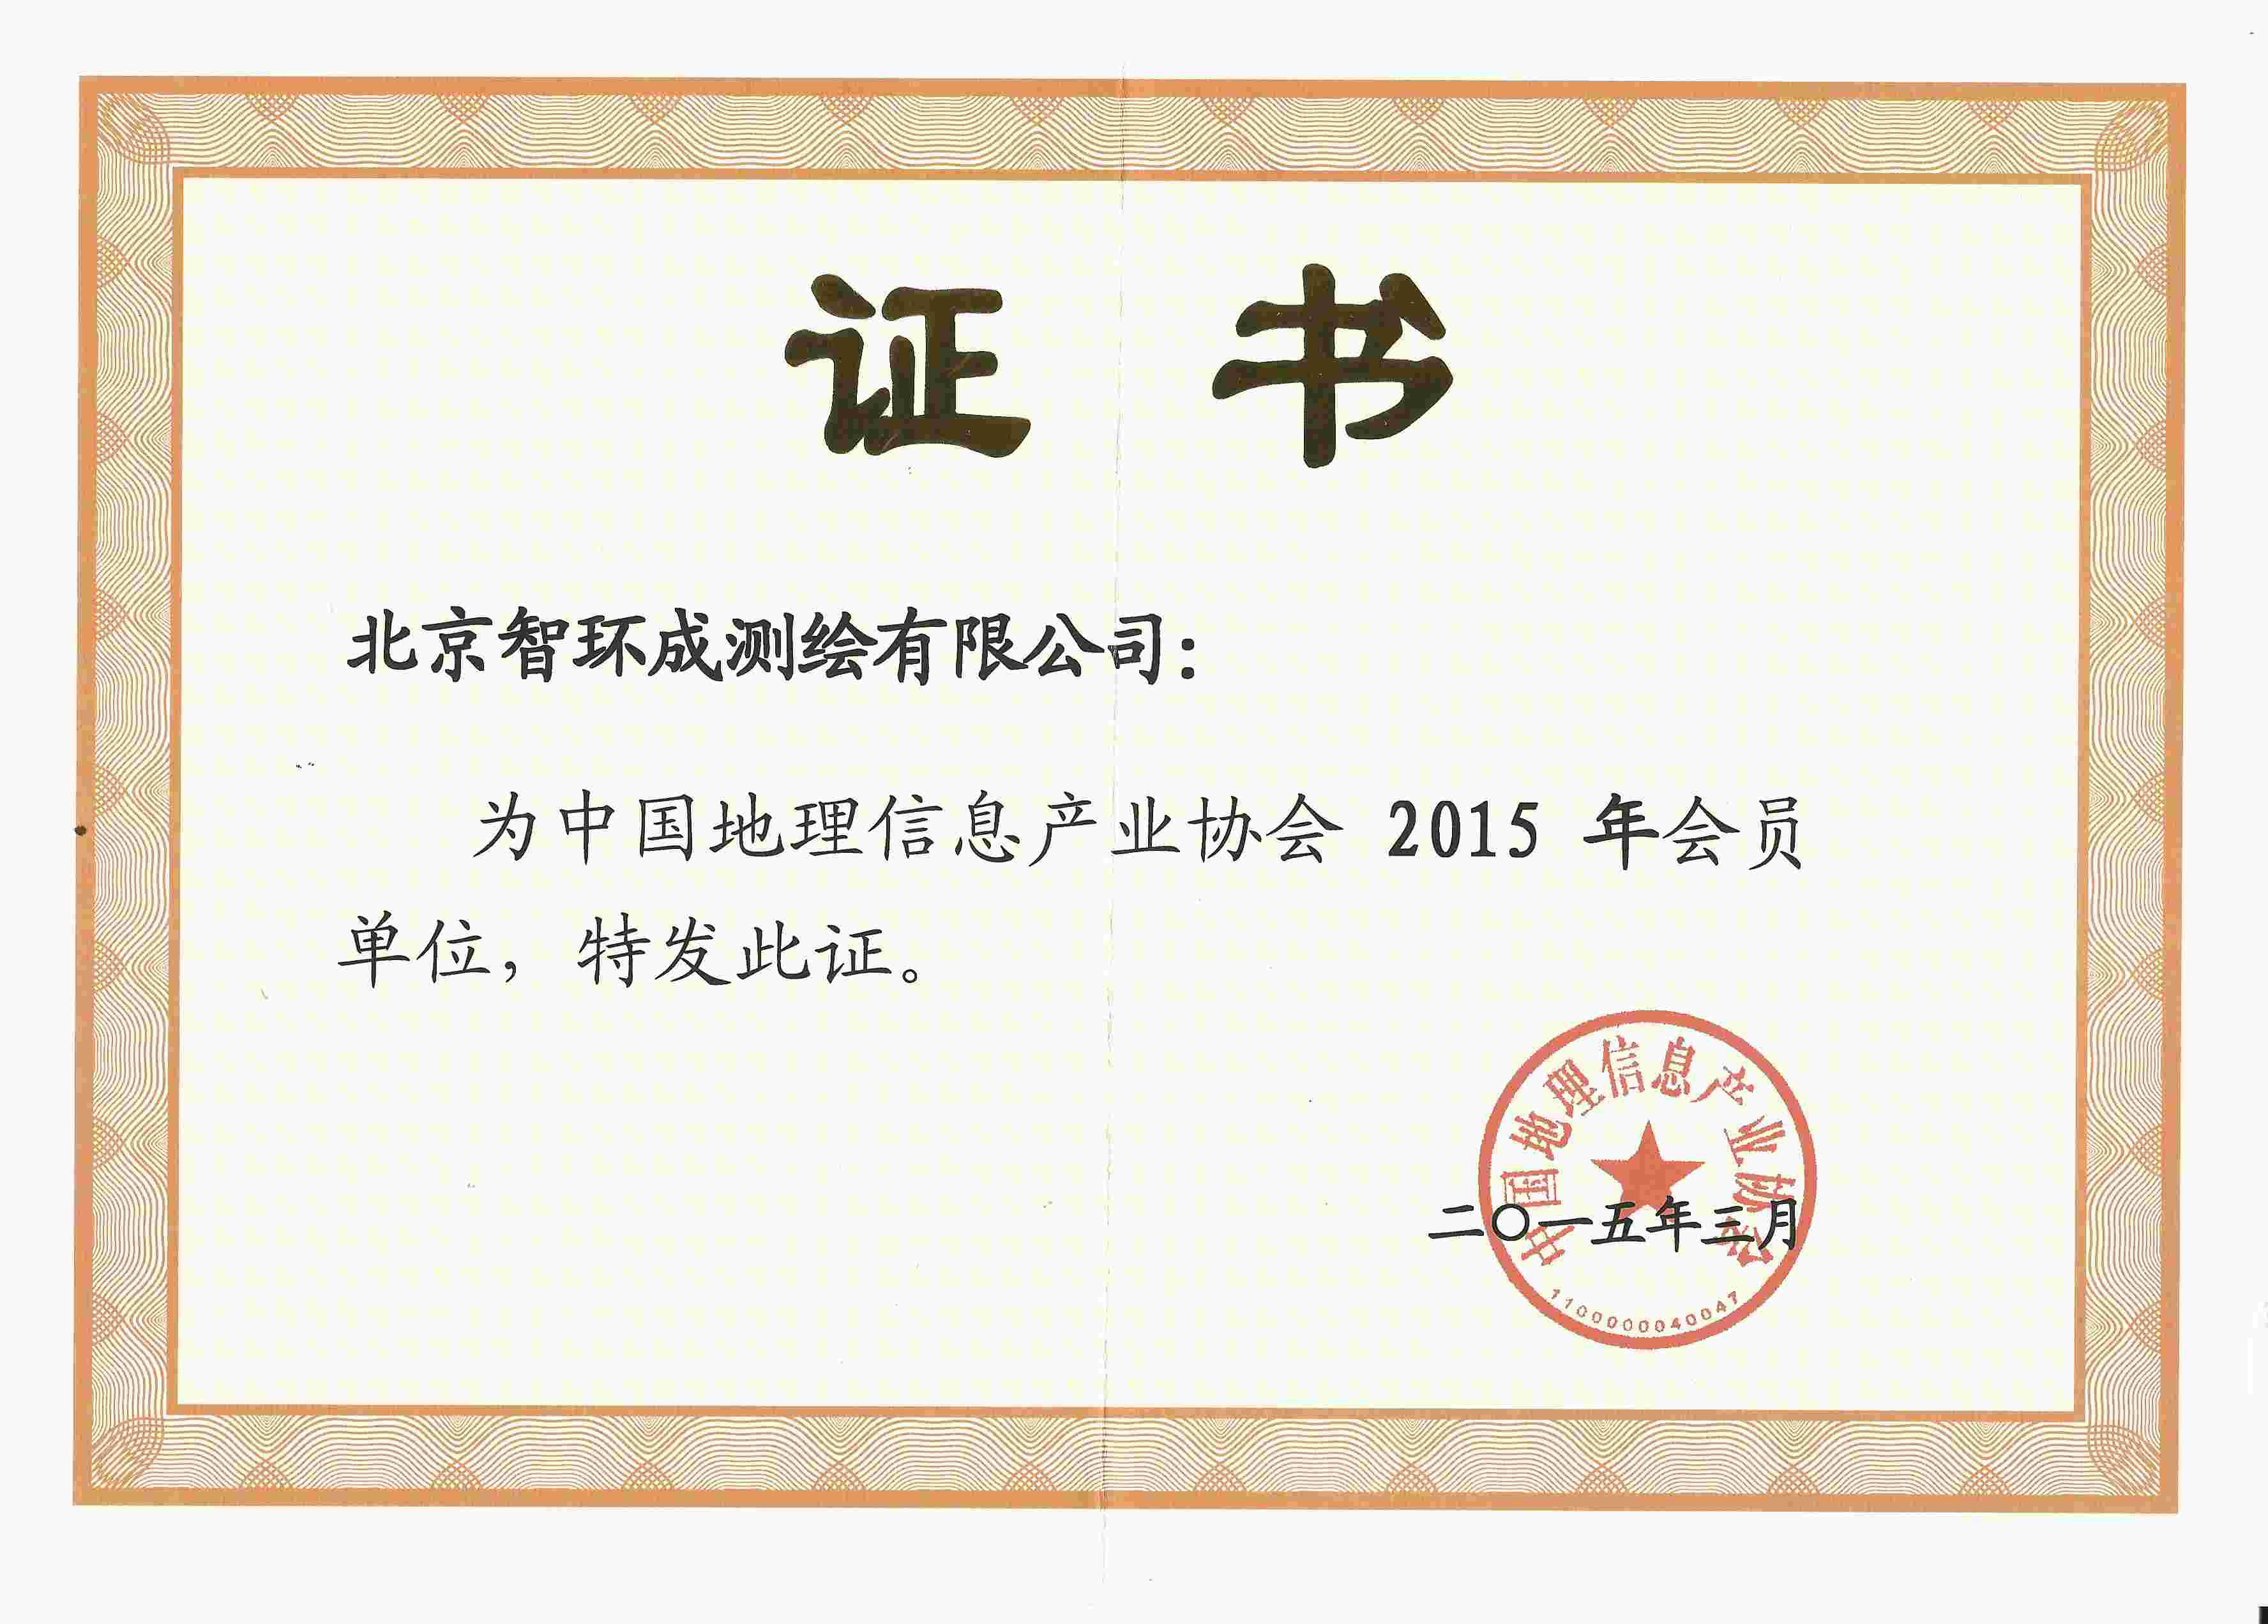 证 书
北京智环成测绘有限公司：
为中国地理信息产业协会 2015 年会员
单位，特发此证。
中国地理信息产业协会
二〇一五年三月
1100000040047